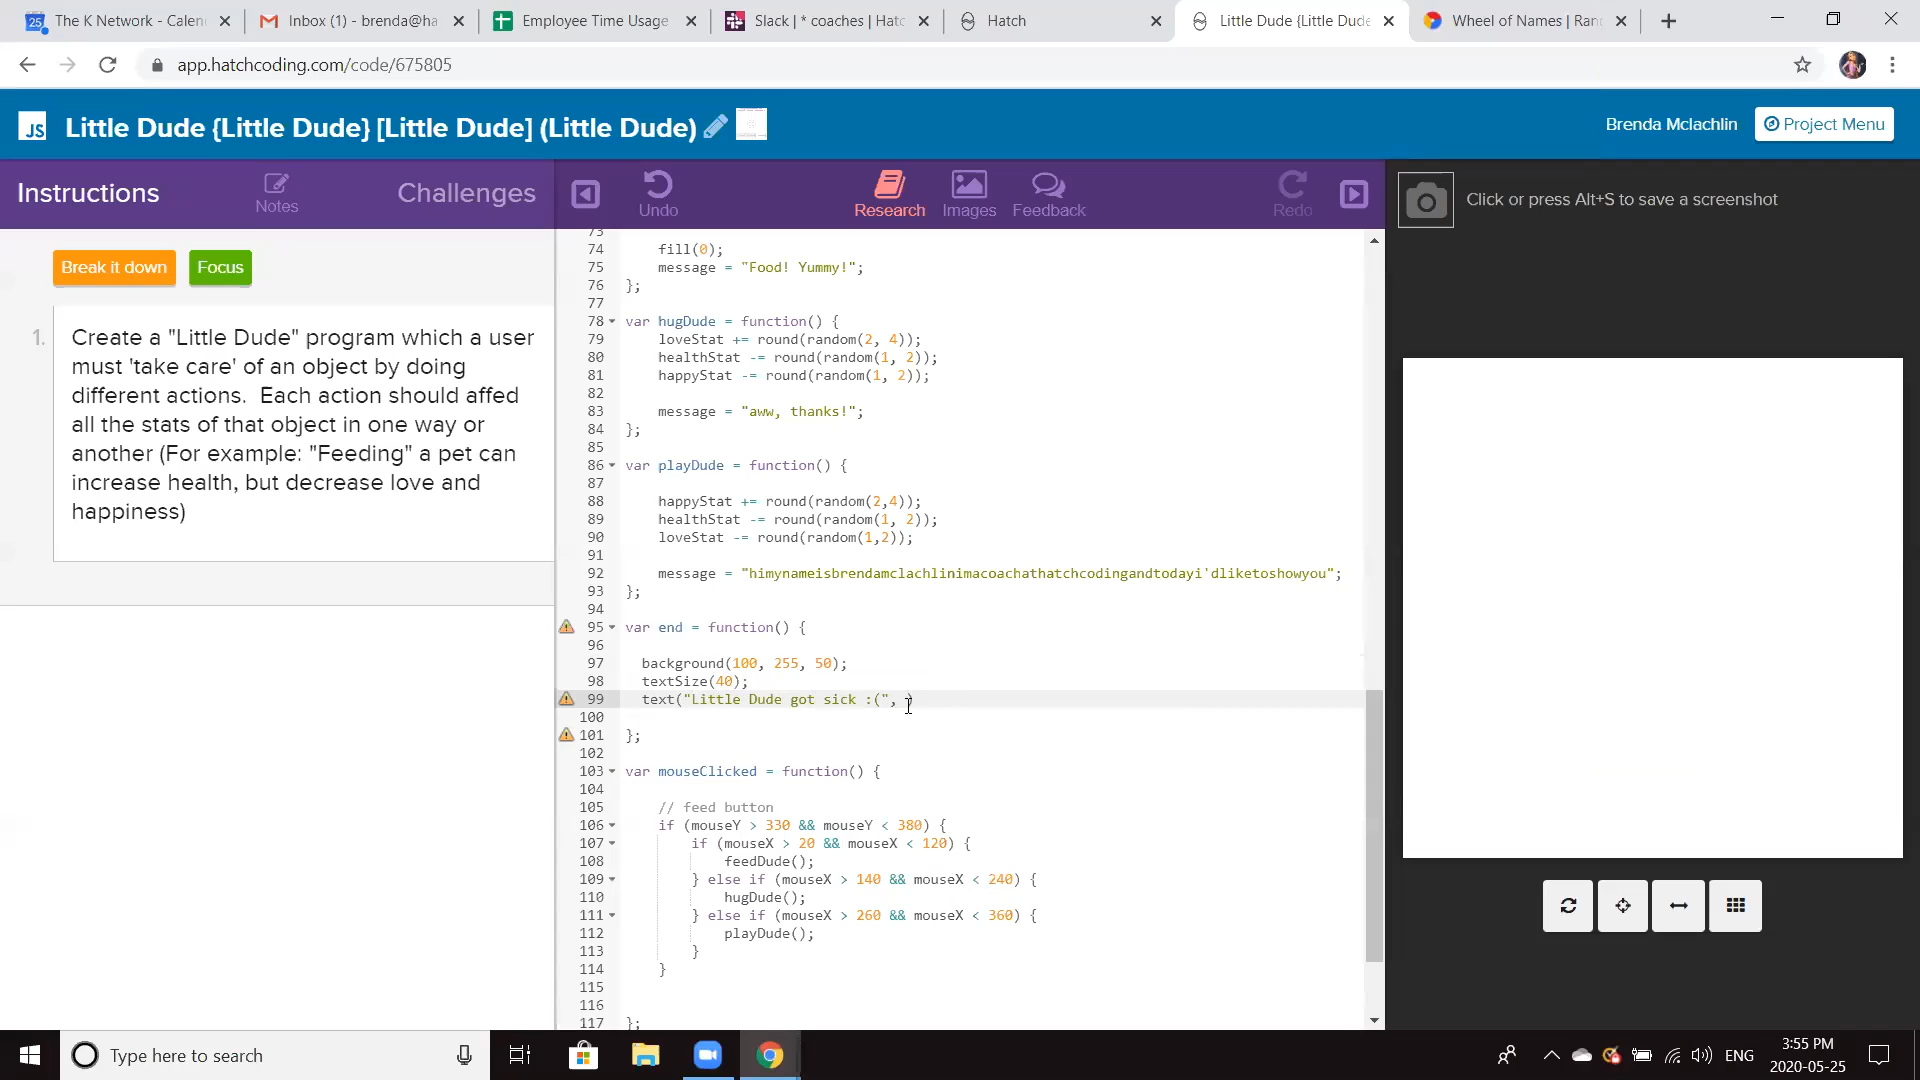 The K Network - Calen
Inbox (1) - brenda@ha
Employee Time Usage
Slack | * coaches | Hatc
Hatch
Little Dude {Little Dude
Wheel of Names | Ran
app.hatchcoding.com/code/675805
JS
Little Dude {Little Dude} [Little Dude] (Little Dude)
Brenda Mclachlin
Project Menu
Instructions
Notes
Challenges
Undo
Research
Images
Feedback
Redo
Click or press Alt+S to save a screenshot
Break it down
Focus
1. Create a "Little Dude" program which a user
must 'take care' of an object by doing
different actions.  Each action should affed
all the stats of that object in one way or
another (For example: "Feeding" a pet can
increase health, but decrease love and
happiness)
73
74 fill(0);
75 message = "Food! Yummy!";
76 };
77
78 var hugDude = function() {
79 loveStat += round(random(2, 4));
80 healthStat -= round(random(1, 2));
81 happyStat -= round(random(1, 2));
82
83 message = "aww, thanks!";
84 };
85
86 var playDude = function() {
87
88 happyStat += round(random(2,4));
89 healthStat -= round(random(1, 2));
90 loveStat -= round(random(1,2));
91
92 message = "himynameisbrendamclachlinimacoachathatchcodingandtodayi'dliketoshowyou";
93 };
94
95 var end = function() {
96
97 background(100, 255, 50);
98 textSize(40);
99 text("Little Dude got sick :(", )
100
101 };
102
103 var mouseClicked = function() {
104
105 // feed button
106 if (mouseY > 330 && mouseY < 380) {
107 if (mouseX > 20 && mouseX < 120) {
108 feedDude();
109 } else if (mouseX > 140 && mouseX < 240) {
110 hugDude();
111 } else if (mouseX > 260 && mouseX < 360) {
112 playDude();
113 }
114 }
115
116
117 };
Type here to search
ENG
3:55 PM
2020-05-25